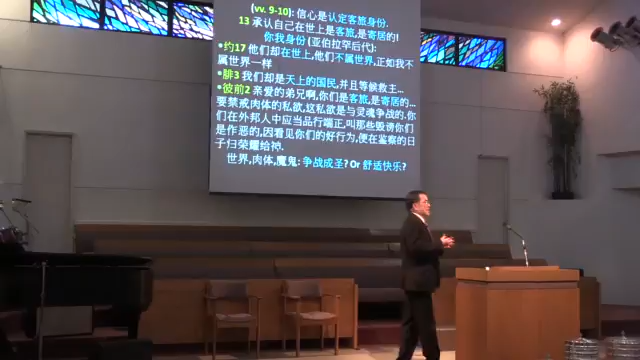 (vv. 9-10): 信心是认定客旅身份.
13 承认自己在世上是客旅,是寄居的!
你我身份 (亚伯拉罕后代):
•约17 他们却在世上,他们不属世界,正如我不
属世界一样
•腓3 我们却是天上的国民,并且等候救主...
•彼前2 亲爱的弟兄啊,你们是客旅,是寄居的...
要禁戒肉体的私欲,这私欲是与灵魂争战的.你
们在外邦人中应当品行端正,叫那些毁谤你们
是作恶的,因看见你们的好行为,便在鉴察的日
子归荣耀给神.
世界,肉体,魔鬼: 争战成圣? Or 舒适快乐?